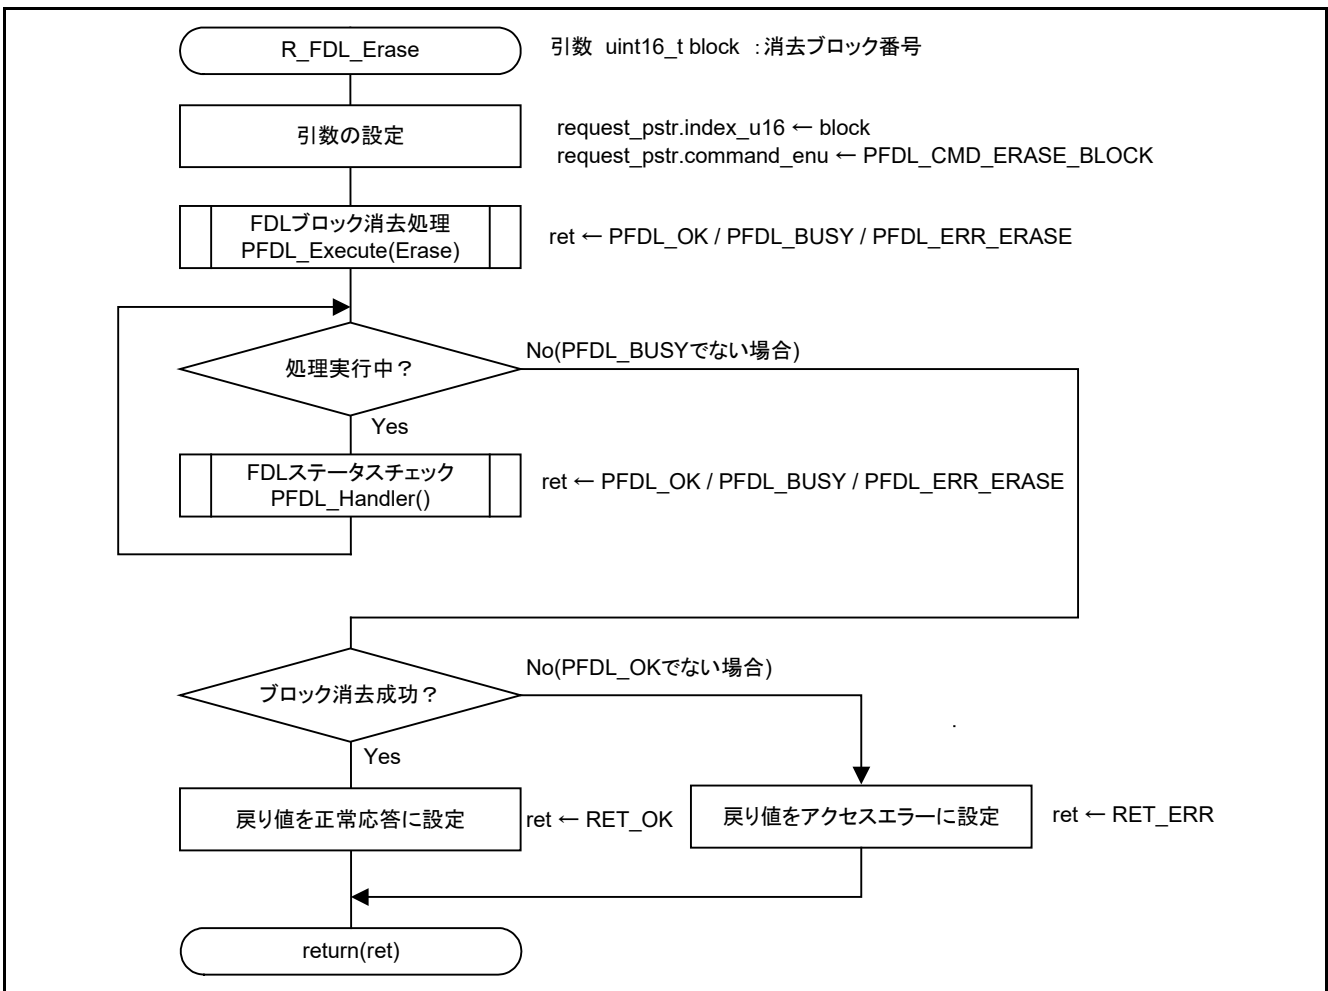 R_FDL_Erase
引数 uint16_t block ：消去ブロック番号
引数の設定
request_pstr.index_u16 ← block
request_pstr.command_enu ← PFDL_CMD_ERASE_BLOCK
FDLブロック消去処理
PFDL_Execute(Erase)
ret ← PFDL_OK / PFDL_BUSY / PFDL_ERR_ERASE
処理実行中？
No(PFDL_BUSYでない場合)
Yes
FDLステータスチェック
PFDL_Handler()
ret ← PFDL_OK / PFDL_BUSY / PFDL_ERR_ERASE
ブロック消去成功？
No(PFDL_OKでない場合)
Yes
戻り値を正常応答に設定
ret ← RET_OK
戻り値をアクセスエラーに設定
ret ← RET_ERR
return(ret)